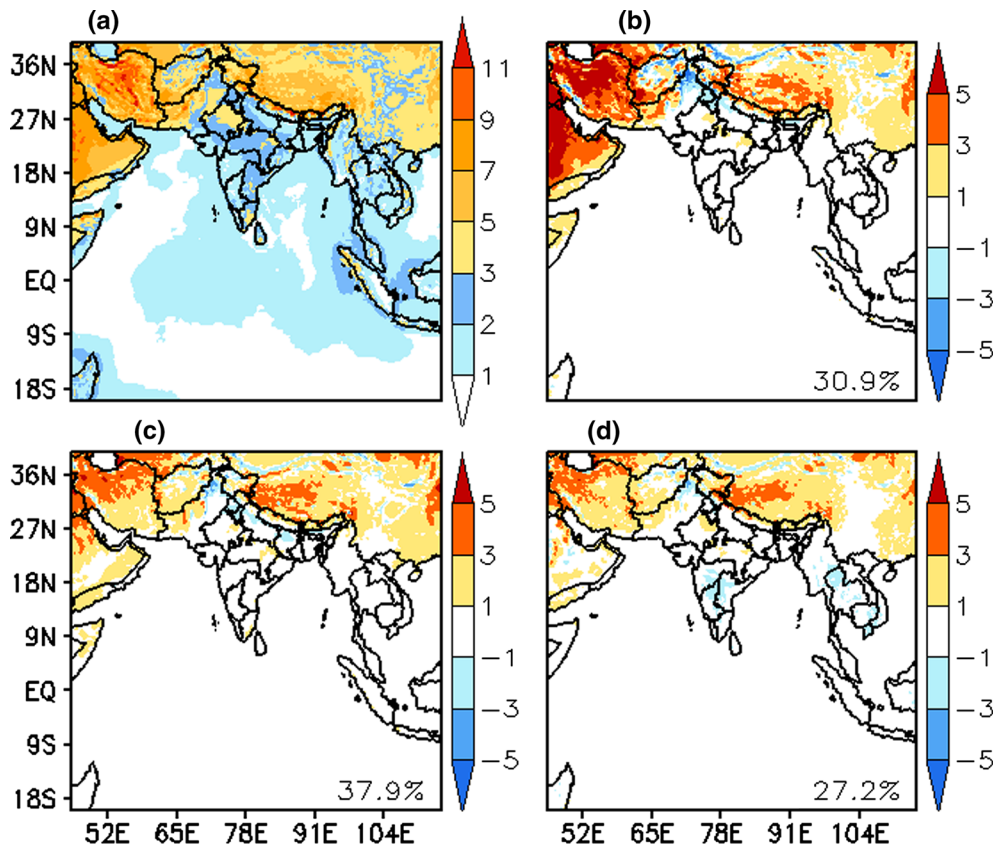 (a) (b)
36N 27N 18N 9N EQ 9S 18S
11 9 7 5 3 2 1
5 3 1 −1 −3 −5
30.9%
(c) (d)
36N 27N 18N 9N EQ 9S 18S
5 3 1 −1 −3 −5
5 3 1 −1 −3 −5
37.9% 27.2%
52E 65E 78E 91E 104E 52E 65E 78E 91E 104E